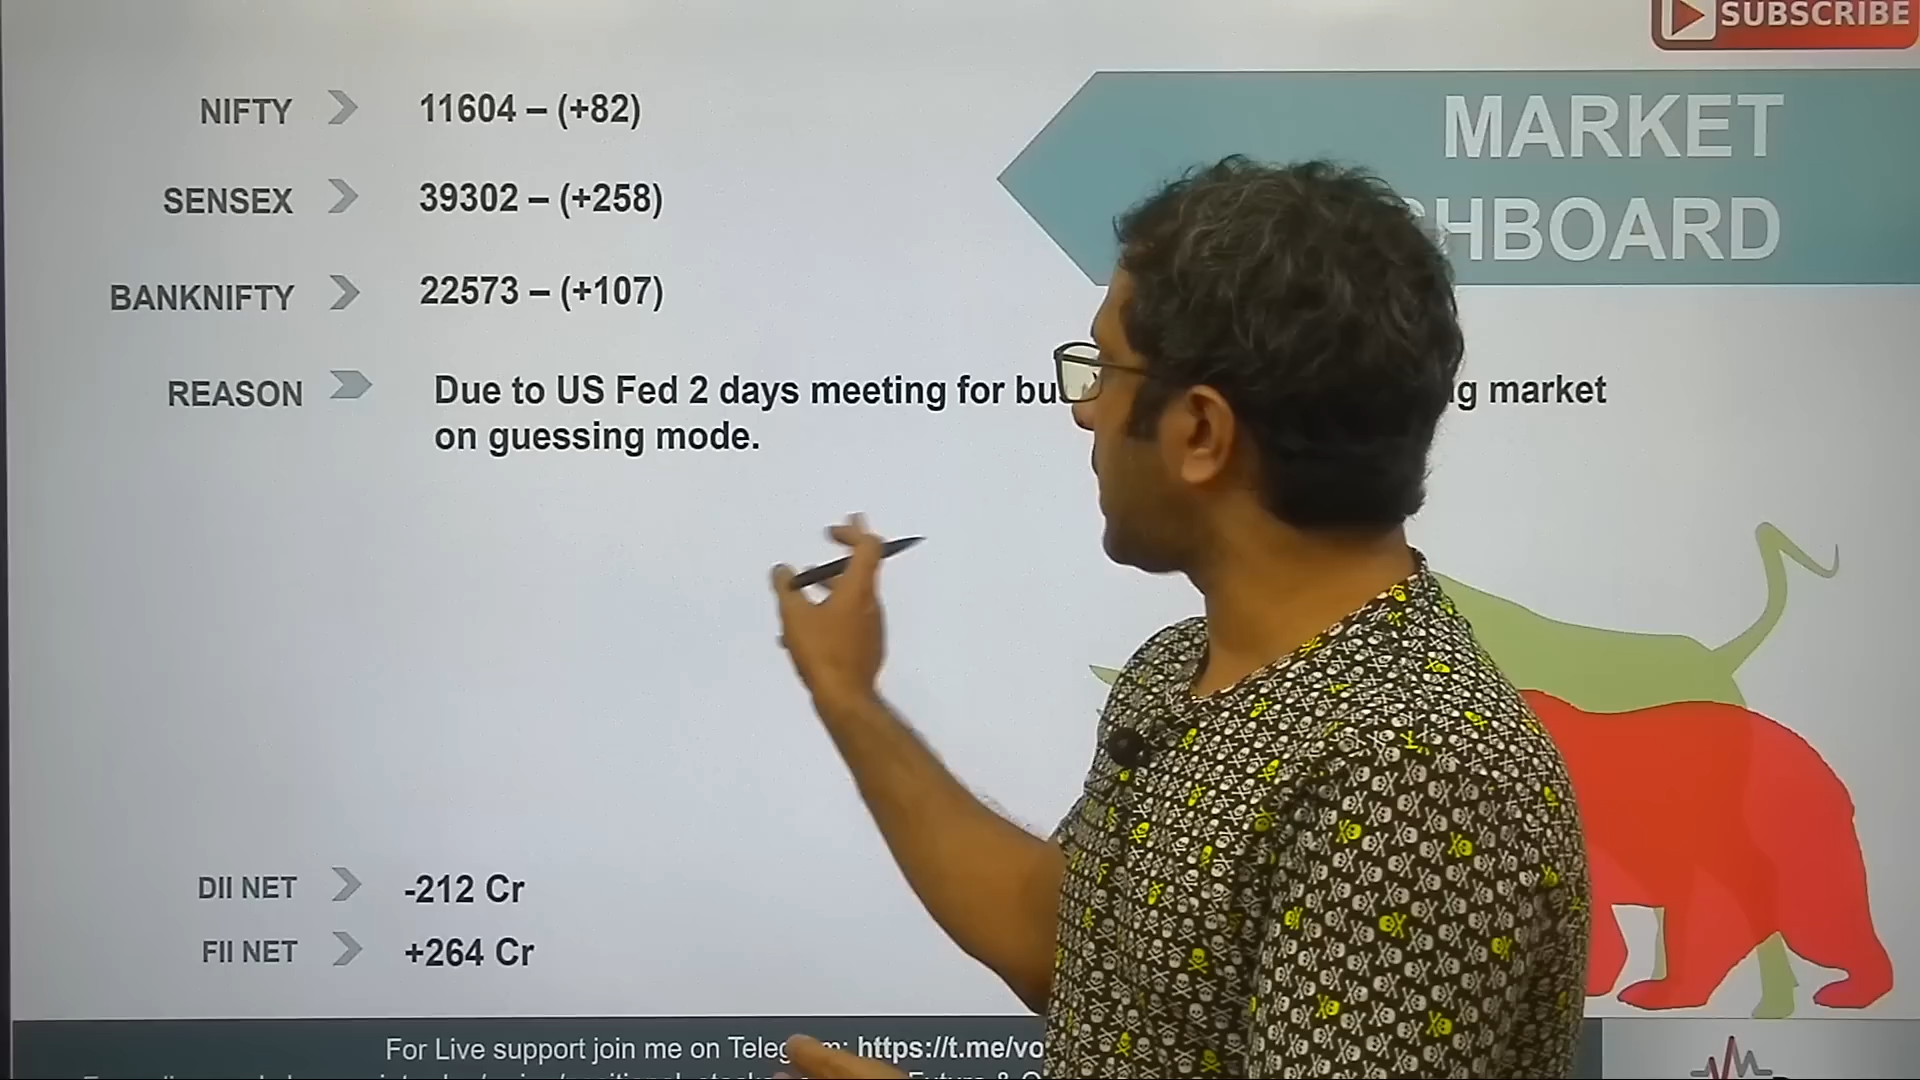 SUBSCRIBE
MARKET
HBOARD
NIFTY 11604 – (+82)
SENSEX 39302 – (+258)
BANKNIFTY 22573 – (+107)
REASON Due to US Fed 2 days meeting for market
on guessing mode.
DII NET -212 Cr
FII NET +264 Cr
For Live support join me on https://t.me/vo